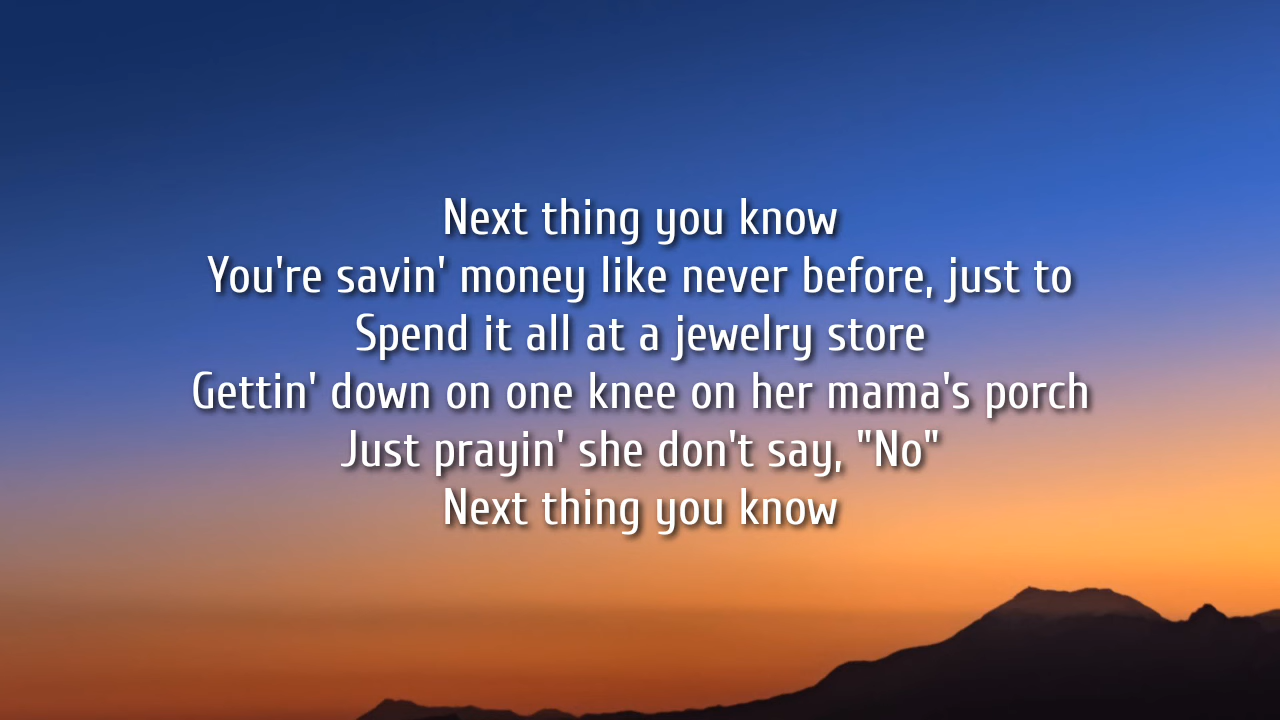 Next thing you know
You're savin' money like never before, just to
Spend it all at a jewelry store
Gettin' down on one knee on her mama's porch
Just prayin' she don't say, "No"
Next thing you know